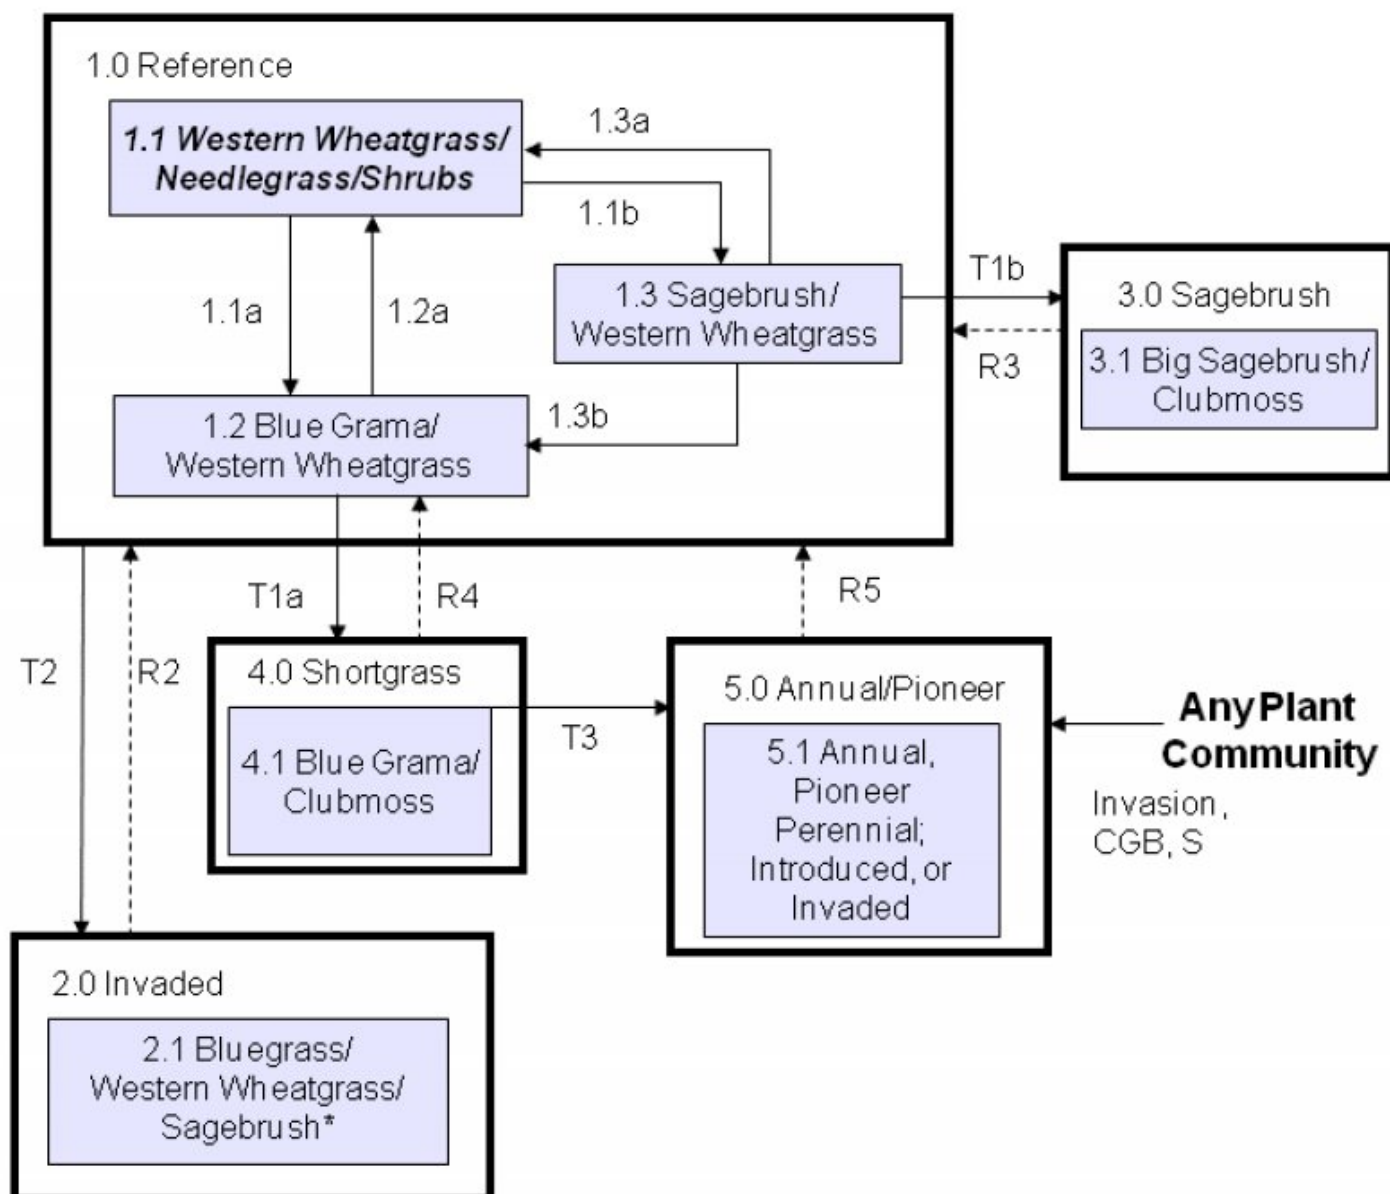 1.0 Reference
1.1 Western Wheatgrass/
Needlegrass/Shrubs
1.3a
1.1b
1.1a
1.2a
1.3 Sagebrush/
Western Wheatgrass
T1b
R3
3.0 Sagebrush
3.1 Big Sagebrush/
Clubmoss
1.2 Blue Grama/
Western Wheatgrass
1.3b
T1a
R4
R5
T2
R2
4.0 Shortgrass
4.1 Blue Grama/
Clubmoss
T3
5.0 Annual/Pioneer
5.1 Annual,
Pioneer
Perennial;
Introduced, or
Invaded
Any Plant
Community
Invasion,
CGB, S
2.0 Invaded
2.1 Bluegrass/
Western Wheatgrass/
Sagebrush*